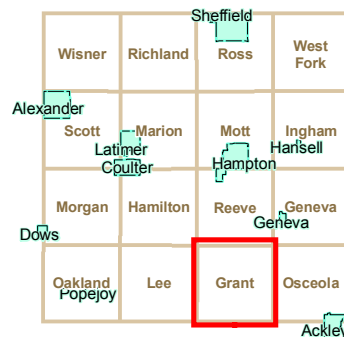 Sheffield
Wisner
Richland
Ross
West
Fork
Alexander
Scott
Marion
Mott
Ingham
Latimer
Hansell
Coulter
Hampton
Morgan
Hamilton
Reeve
Geneva
Geneva
Dows
Oakland
Lee
Grant
Osceola
Popejoy
Ackley